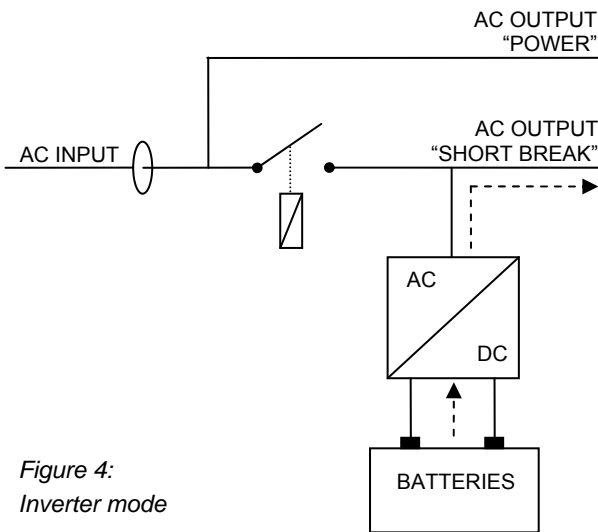 AC OUTPUT
“POWER”
AC INPUT
AC OUTPUT
“SHORT BREAK”
AC
DC
BATTERIES
Figure 4:
Inverter mode